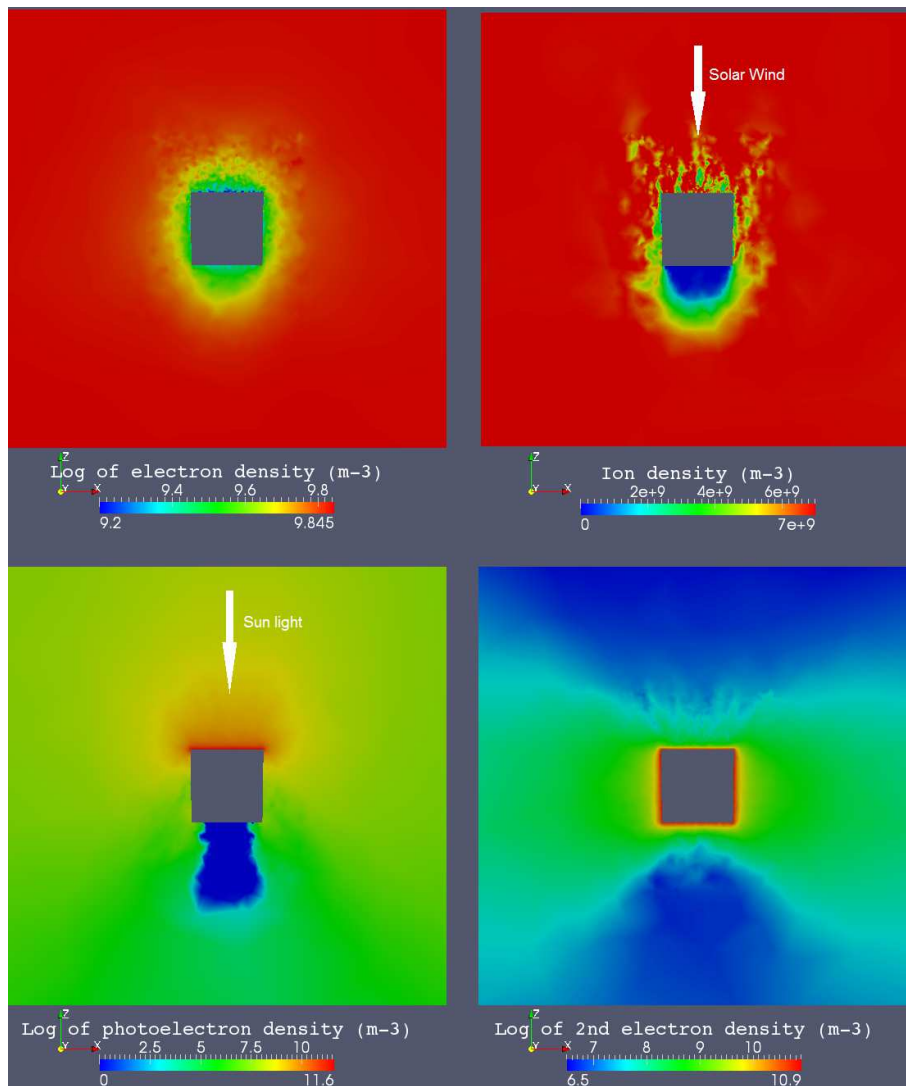 Solar Wind
Z
Log of electron density (m-3)
Y X
9.4 9.6 9.8
9.2 9.845
Z
Ion density (m-3)
Y X
2e+9 4e+9 6e+9
0 7e+9
Sun light
Z
Log of photoelectron density (m-3)
Y X
2.5 5 7.5 10
0 11.6
Z
Log of 2nd electron density (m-3)
Y X
7 8 9 10
6.5 10.9